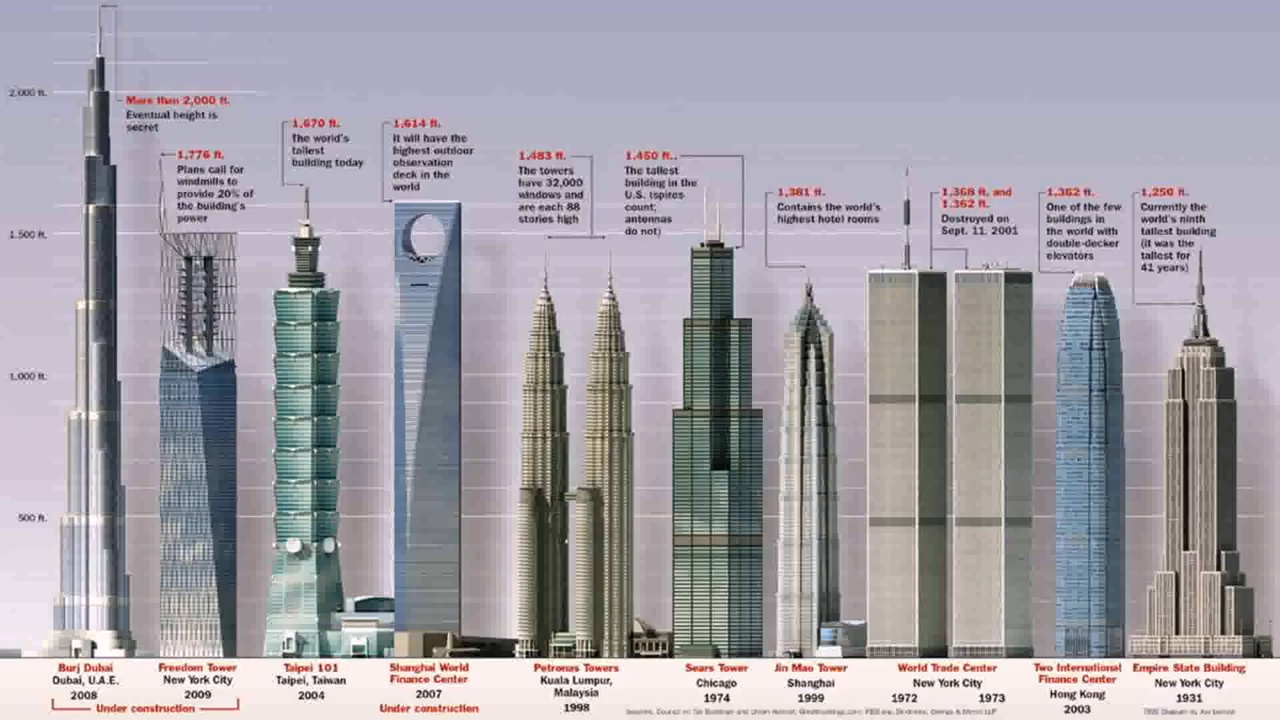 More than 2,000 ft.
Eventual height is
secret
1,776 ft.
Plans call for
windmills to
provide 20% of
the building's
power
1,670 ft.
The world's
tallest
building today
1,614 ft.
It will have the
highest outdoor
observation
deck in the
world
1,483 ft.
The towers
have 32,000
windows and
are each 88
stories high
1,450 ft.
The tallest
building in the
U.S. (spires
count;
antennas
do not)
1,381 ft.
Contains the world's
highest hotel rooms
1,368 ft. and
1,362 ft.
Destroyed on
Sept. 11, 2001
1,362 ft.
One of the few
buildings in
the world with
double-decker
elevators
1,250 ft.
Currently the
world's ninth
tallest building
(it was the
tallest for
41 years)
2,000 ft.
1,500 ft.
1,000 ft.
500 ft.
Burj Dubai
Dubai, U.A.E.
2008
Freedom Tower
New York City
2009
Under construction
Taipei 101
Taipei, Taiwan
2004
Shanghai World
Finance Center
2007
Under construction
Petronas Towers
Kuala Lumpur,
Malaysia
1998
Sears Tower
Chicago
1974
Jin Mao Tower
Shanghai
1999
World Trade Center
New York City
1972 1973
Two International
Finance Center
Hong Kong
2003
Empire State Building
New York City
1931